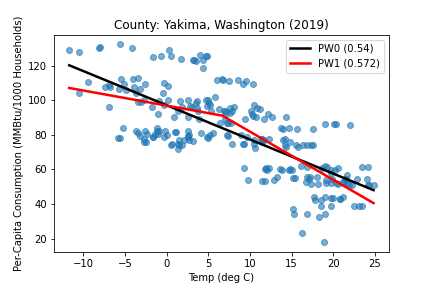 County: Yakima, Washington (2019)
PW0 (0.54)
PW1 (0.572)
Per-Capita Consumption (MMBtu/1000 Households)
120
100
80
60
40
20
−10
−5
0
5
10
15
20
25
Temp (deg C)